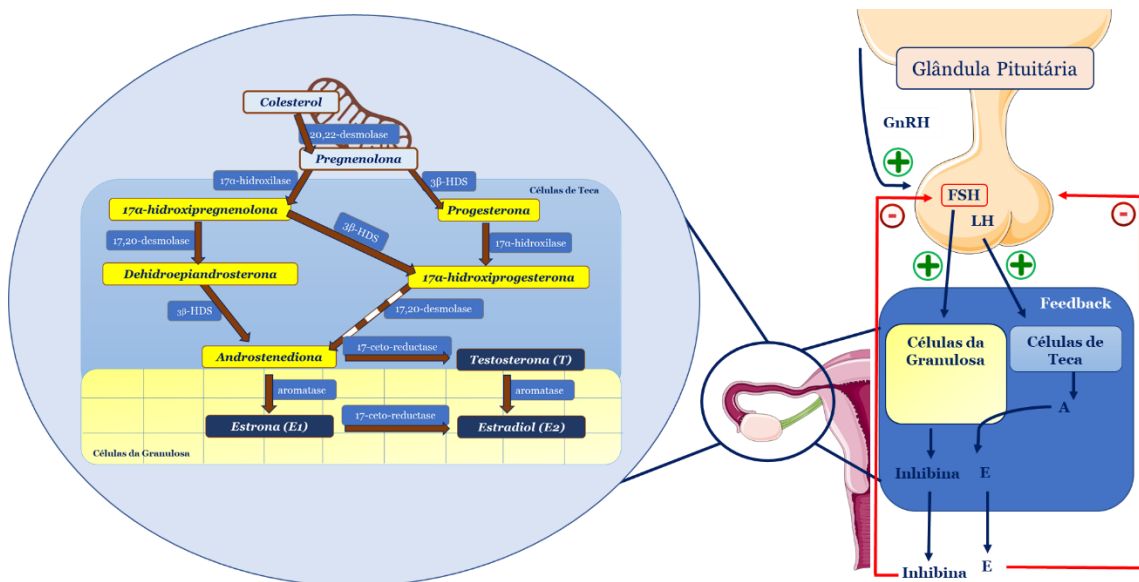 Colesterol
20,22-desmolase
Pregnenolona
17α-hidroxilase
3β-HDS
Células de Teca
17α-hidroxipregnenolona
Progesterona
17,20-desmolase
3β-HDS
17α-hidroxilase
Dehidroepiandrosterona
17α-hidroxiprogesterona
3β-HDS
17,20-desmolase
Androstenediona
17-ceto-reductase
Testosterona (T)
aromatase
aromatase
Estrona (E1)
17-ceto-reductase
Estradiol (E2)
Células da Granulosa
Glândula Pituitária
GnRH
FSH
LH
Feedback
Células da
Granulosa
Células de
Teca
A
Inhibina
E
Inhibina
E